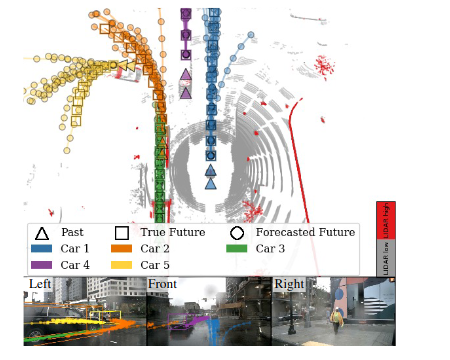 LIDAR high
LIDAR low
Past True Future Forecasted Future
Car 1 Car 2 Car 3
Car 4 Car 5
Left Front Right